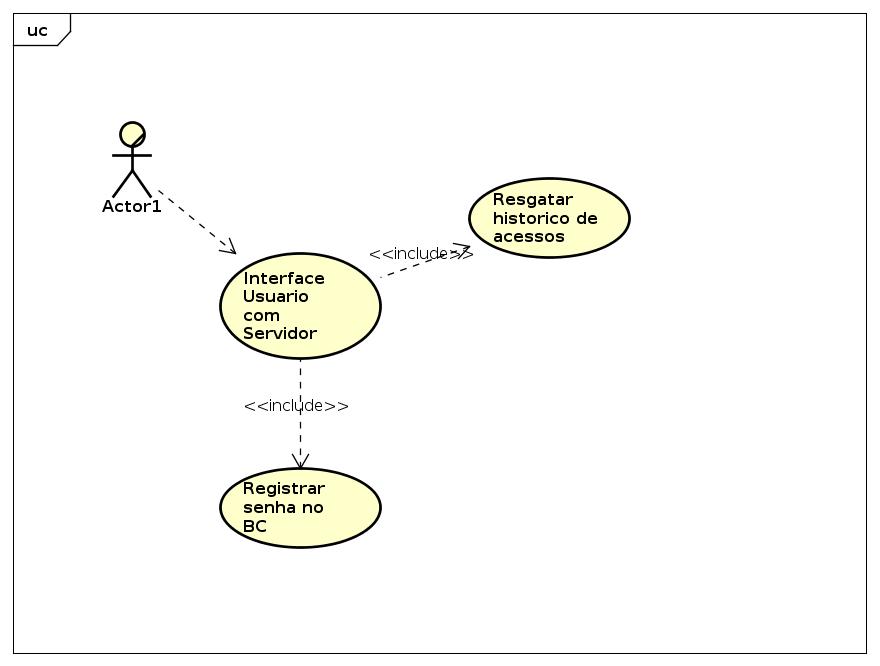 uc
Actor1
Resgatar
historico de
acessos
<<include>>
Interface
Usuario
com
Servidor
<<include>>
Registrar
senha no
BC